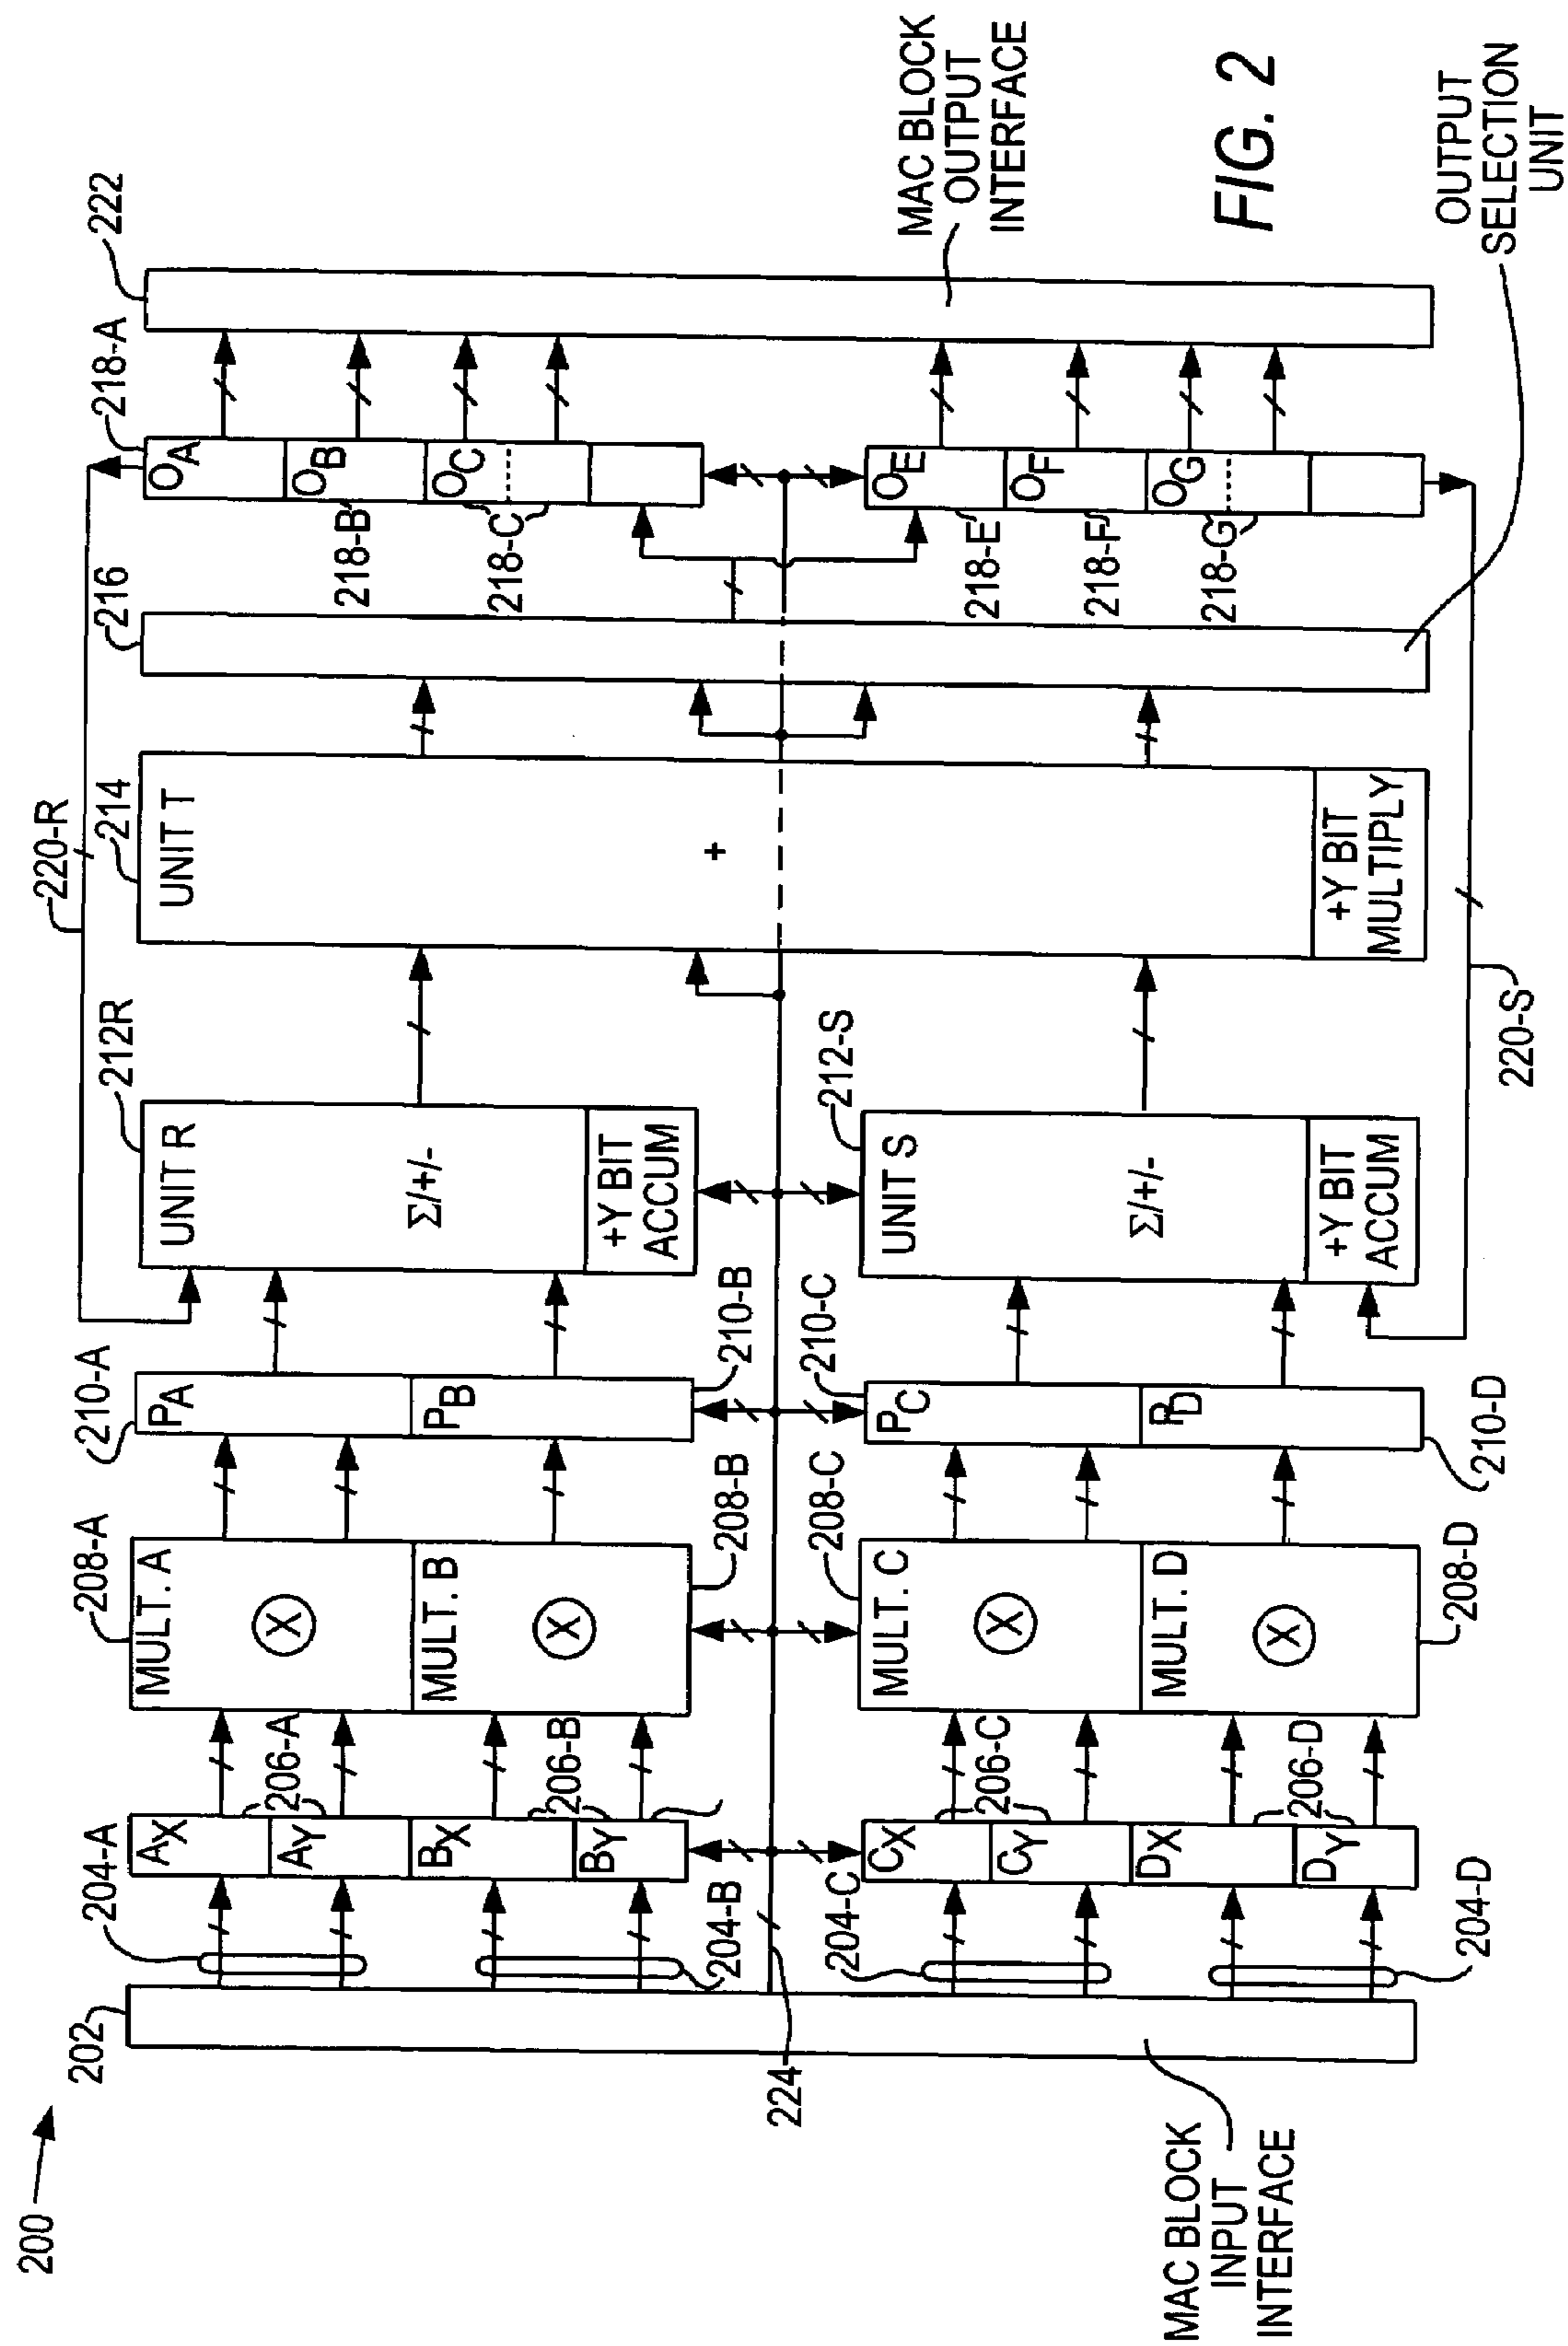 200
202
204-A
AX
AY
BX
BY
206-A
206-B
204-B
208-A
MULT. A
X
MULT. B
X
208-B
210-A
PA
PB
210-B
212R
UNIT R
Σ/+/-
+Y BIT
ACCUM
220-R
214
UNIT T
+
+Y BIT
MULTIPLY
216
218-A
OA
OB
OC
218-B
218-C
222
MAC BLOCK
OUTPUT
INTERFACE
224
204-C
CX
CY
DX
DY
206-C
206-D
204-D
208-C
MULT. C
X
MULT. D
X
208-D
210-C
PC
PD
210-D
212-S
UNIT S
Σ/+/-
+Y BIT
ACCUM
220-S
OE
OF
OG
218-E
218-F
218-G
MAC BLOCK
INPUT
INTERFACE
OUTPUT
SELECTION
UNIT
FIG. 2